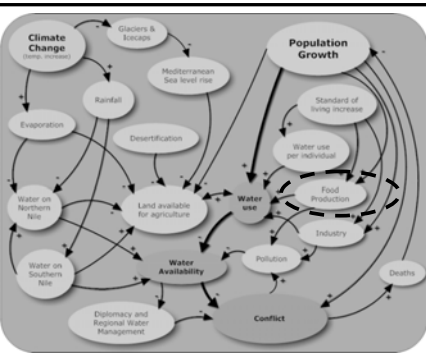 Climate
Change
(temp. increase)
Glaciers &
Icecaps
Population
Growth
Mediterranean
Sea level rise
Rainfall
Standard of
living increase
Evaporation
Desertification
Water use
per individual
Water on
Northern
Nile
Land available
for agriculture
Water
use
Food
Production
Industry
Water on
Southern
Nile
Water
Availability
Pollution
Deaths
Diplomacy and
Regional Water
Management
Conflict